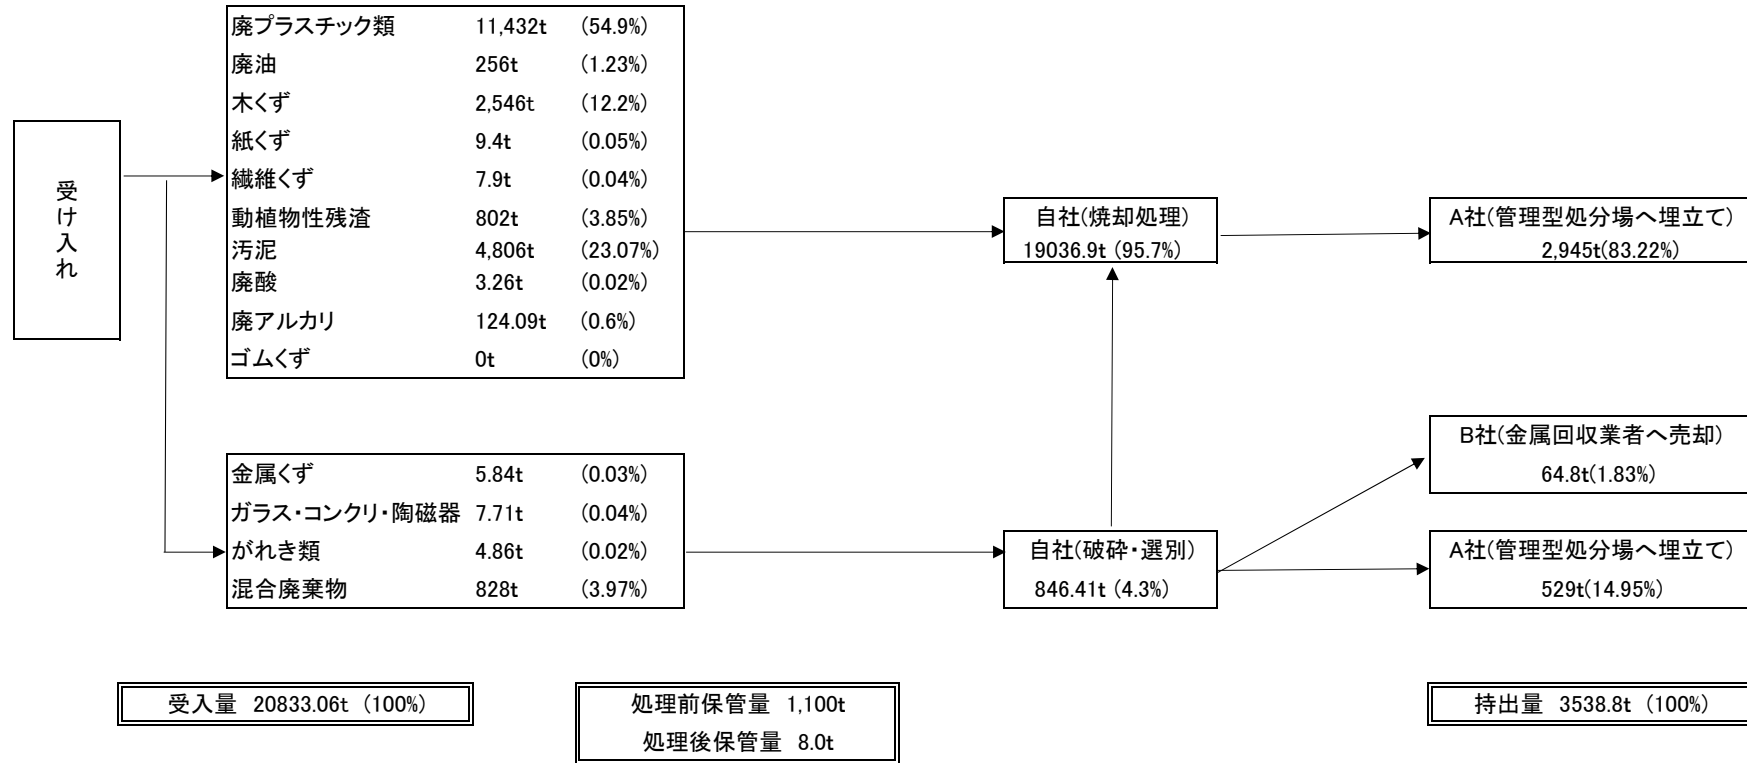 受け入れ
廃プラスチック類 11,432t (54.9%)
廃油 256t (1.23%)
木くず 2,546t (12.2%)
紙くず 9.4t (0.05%)
繊維くず 7.9t (0.04%)
動植物性残渣 802t (3.85%)
汚泥 4,806t (23.07%)
廃酸 3.26t (0.02%)
廃アルカリ 124.09t (0.6%)
ゴムくず 0t (0%)
自社(焼却処理)
19036.9t (95.7%)
A社(管理型処分場へ埋立て)
2,945t(83.22%)
金属くず 5.84t (0.03%)
ガラス・コンクリ・陶磁器 7.71t (0.04%)
がれき類 4.86t (0.02%)
混合廃棄物 828t (3.97%)
自社(破砕・選別)
846.41t (4.3%)
B社(金属回収業者へ売却)
64.8t(1.83%)
A社(管理型処分場へ埋立て)
529t(14.95%)
受入量 20833.06t (100%)
処理前保管量 1,100t
処理後保管量 8.0t
持出量 3538.8t (100%)